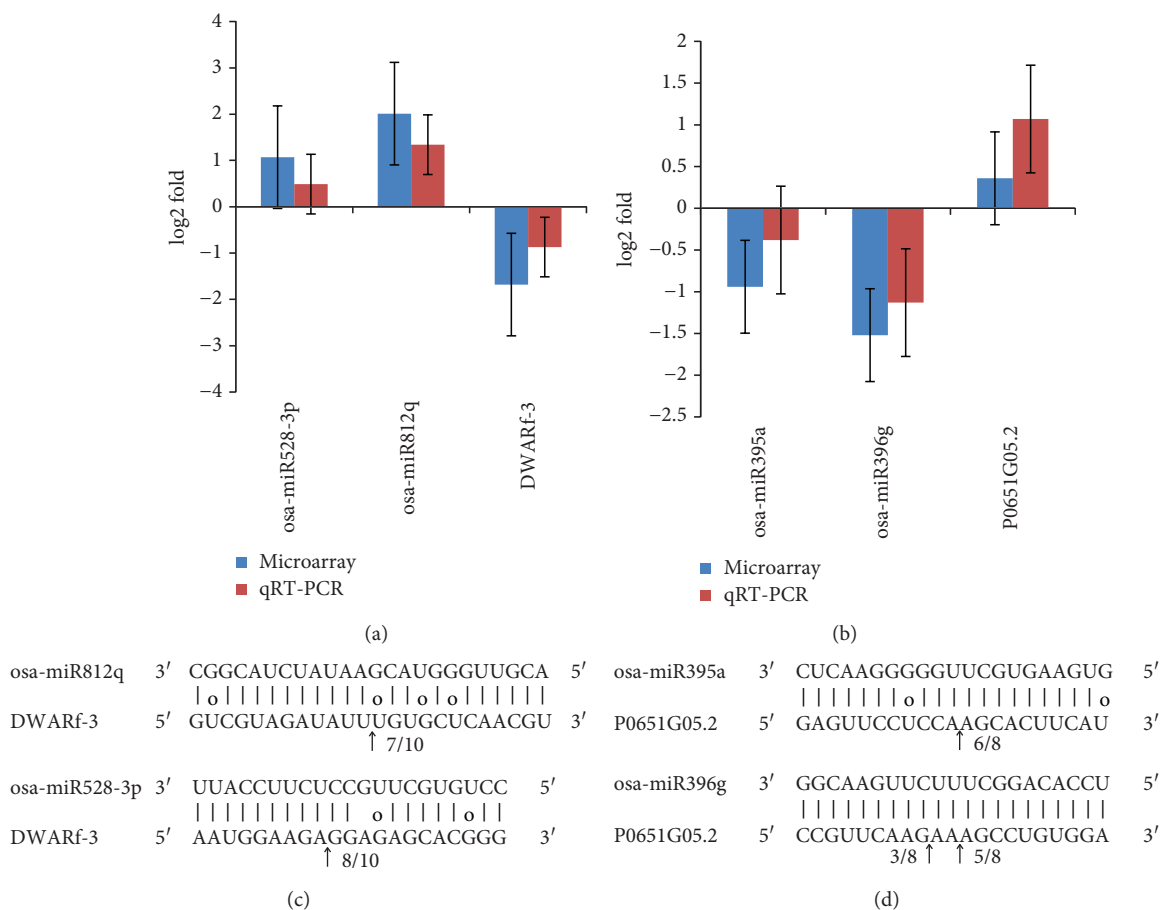 4
3
2
1
0
−1
−2
−3
−4
log2 fold
osa-miR528-3p
osa-miR812q
DWARf-3
Microarray
qRT-PCR
(a)
2
1.5
1
0.5
0
−0.5
−1
−1.5
−2
−2.5
log2 fold
osa-miR395a
osa-miR396g
P0651G05.2
Microarray
qRT-PCR
(b)
osa-miR812q 3′ CGGCAUCUAUAAGCAUGGGUUGCA 5′
| o | | | | | | | | | | o | | o | o | | | | | |
DWARf-3 5′ GUCGUAGAUAUUUGUGCUCAACGU 3′
↑ 7/10
osa-miR528-3p 3′ UUACCUUCUCCGUUCGUGUCC 5′
| | | | | | | | | | | | o | | | | | o | |
DWARf-3 5′ AAUGGAAGAGGAGAGCACGGG 3′
↑ 8/10
(c)
osa-miR395a 3′ CUCAAGGGGGUUCGUGAAGUG 5′
| | | | | | | o | | | | | | | | | | | | o
P0651G05.2 5′ GAGUUCCUCCAAGCACUUCAU 3′
↑ 6/8
osa-miR396g 3′ GGCAAGUUCUUUCGGACACCU 5′
| | | | | | | | | | | | | | | | | | | | |
P0651G05.2 5′ CCGUUCAAGAAAGCCUGUGGA 3′
3/8 ↑ ↑ 5/8
(d)